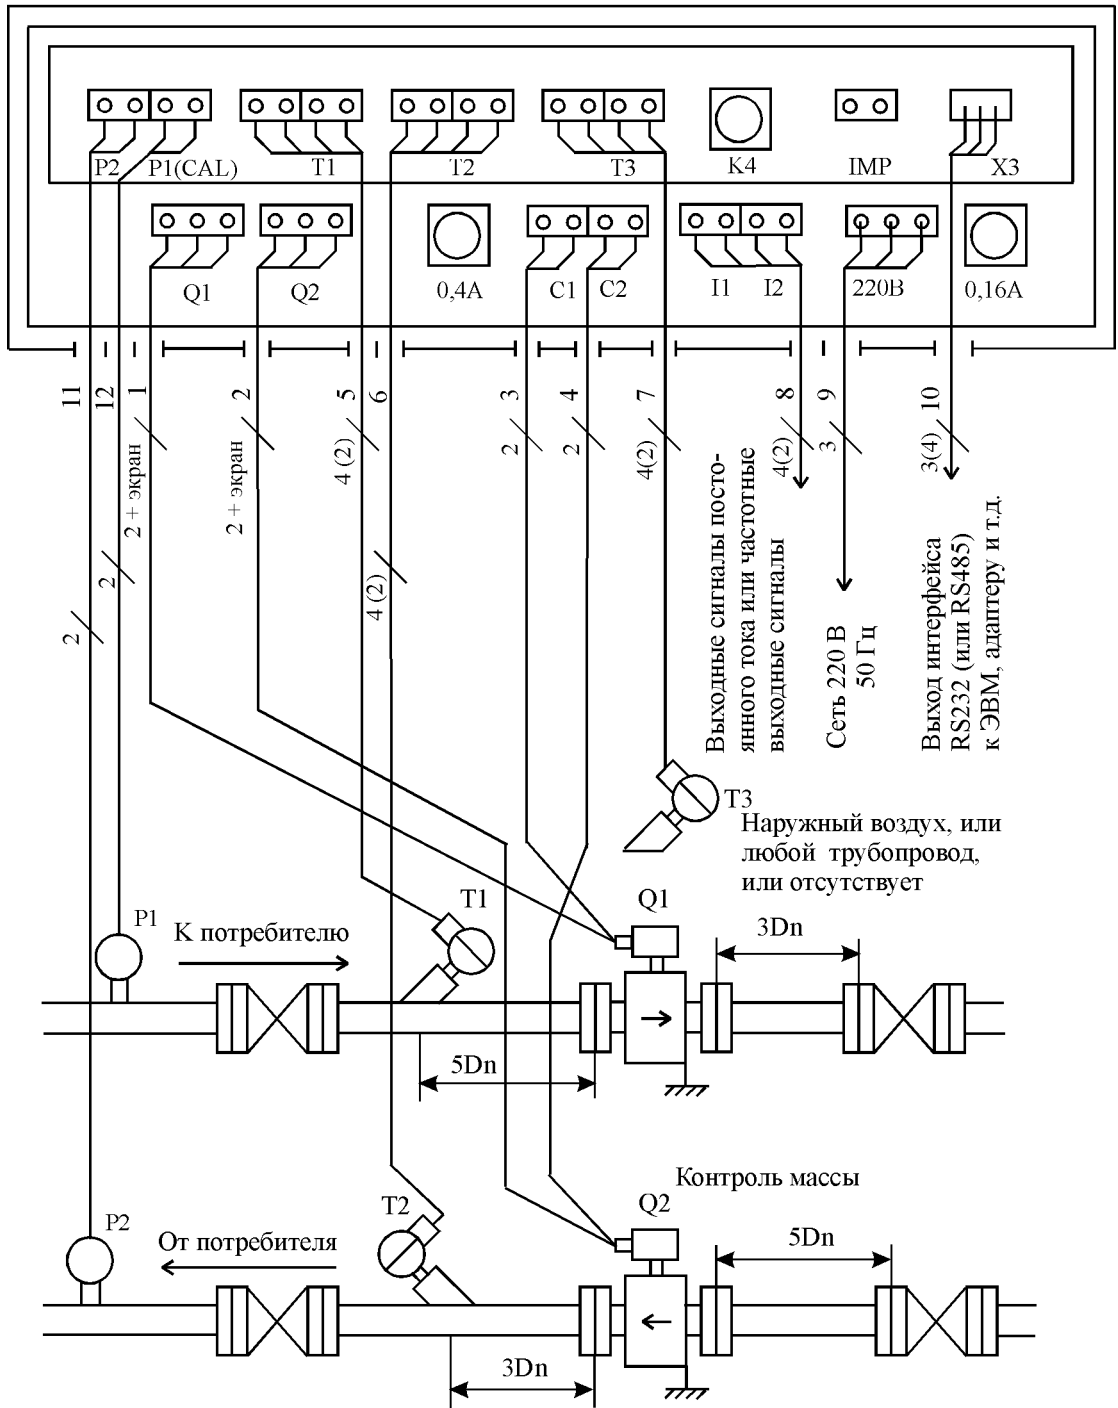 P2
P1(CAL)
T1
T2
T3
K4
IMP
X3
Q1
Q2
0,4A
C1
C2
I1
I2
220В
0,16А
11
12
1
2
5
6
3
4
7
8
9
10
2 + экран
2 + экран
4 (2)
2
2
4(2)
4(2)
3
3(4)
2
2
4 (2)
Выходные сигналы посто-
янного тока или частотные
выходные сигналы
Сеть 220 В
50 Гц
Выход интерфейса
RS232 (или RS485)
к ЭВМ, адаптеру и т.д.
T3
Наружный воздух, или
любой трубопровод,
или отсутствует
P1
К потребителю
T1
Q1
3Dn
5Dn
Контроль массы
P2
От потребителя
T2
Q2
5Dn
3Dn